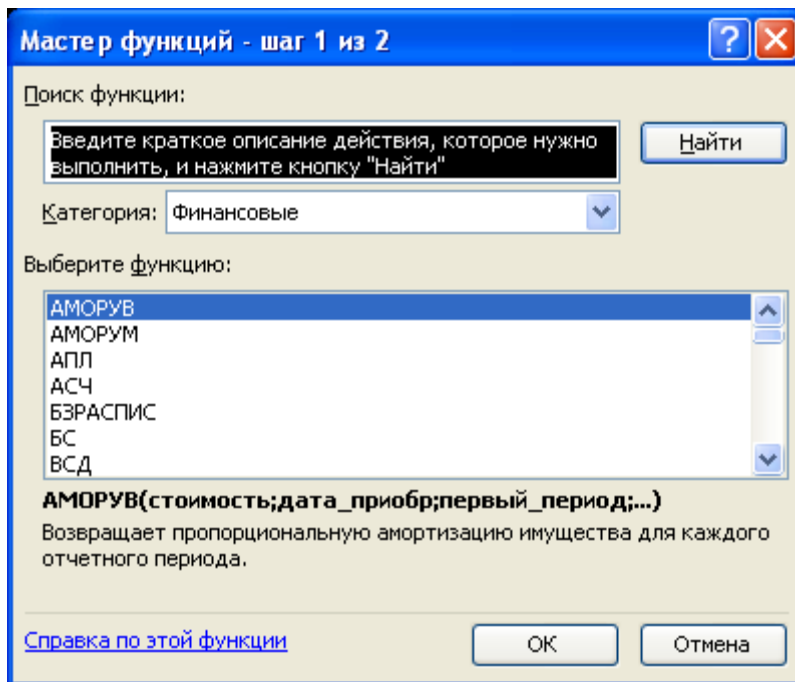 Мастер функций - шаг 1 из 2
Поиск функции:
Введите краткое описание действия, которое нужно
выполнить, и нажмите кнопку "Найти"
Найти
Категория: Финансовые
Выберите функцию:
АМОРУВ
АМОРУМ
АПЛ
АСЧ
БЗРАСПИС
БС
ВСД
АМОРУВ(стоимость;дата_приобр;первый_период;...)
Возвращает пропорциональную амортизацию имущества для каждого
отчетного периода.
Справка по этой функции
ОК
Отмена